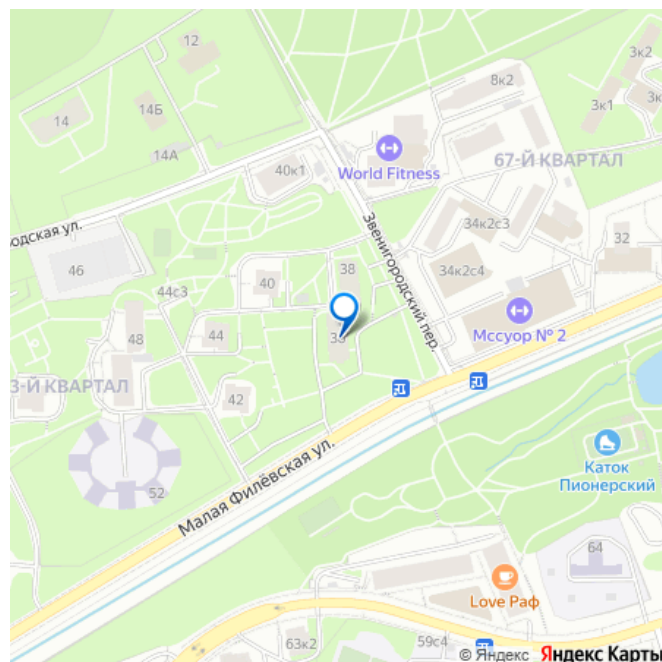 12
3к2
8к2
14Б
3к1
3к
14
World Fitness
14А
67-Й КВАРТАЛ
40к1
34к2с3
Звенигородский пер.
водская ул.
32
38
46
34к2с4
40
44с3
Мссуор № 2
48
44
3-Й КВАРТАЛ
42
Малая Филёвская ул.
Каток
Пионерский
52
64
Love Раф
63к2
59с4
© Яндекс Яндекс Карты